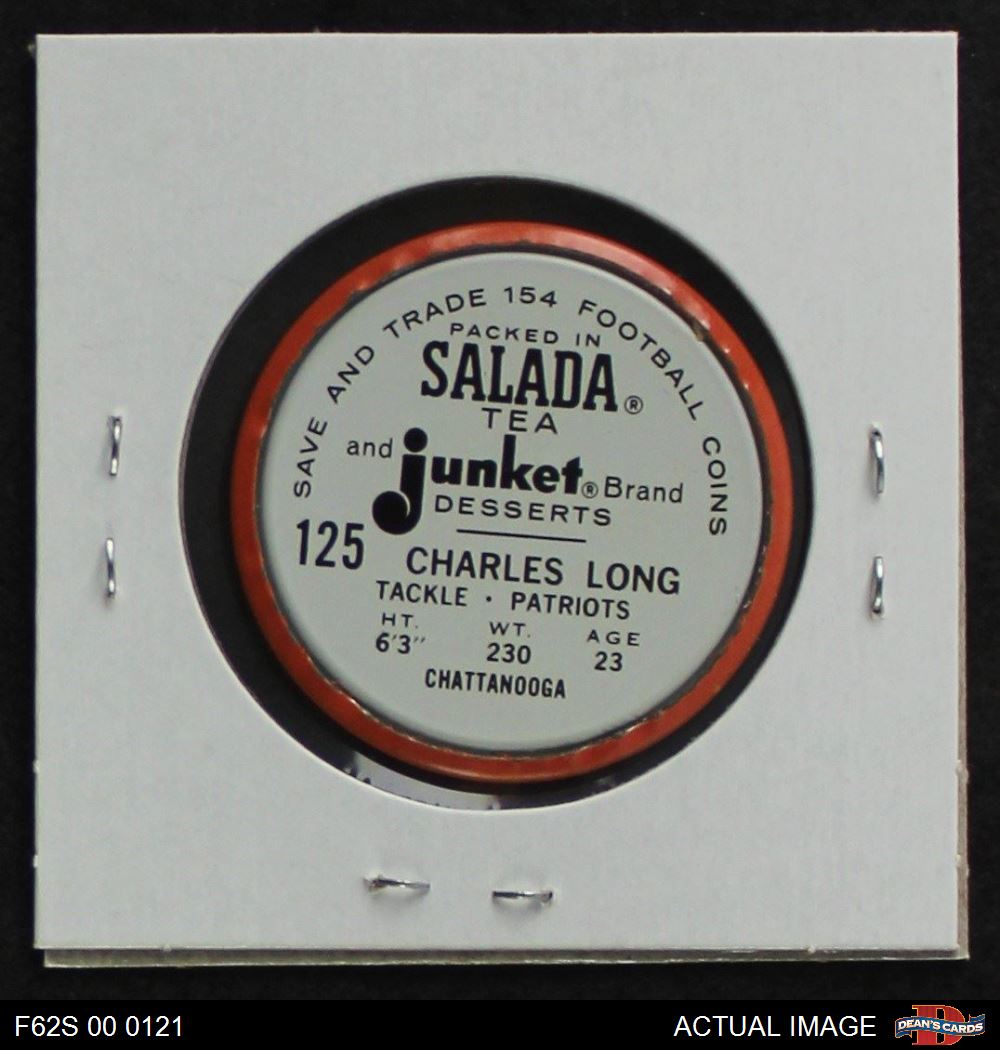 SAVE AND TRADE 154 FOOTBALL COINS
PACKED IN
SALADA®
TEA
and junket® Brand
DESSERTS
125
CHARLES LONG
TACKLE · PATRIOTS
HT. WT. AGE
6'3" 230 23
CHATTANOOGA
F62S 00 0121
ACTUAL IMAGE
DEAN'S CARDS